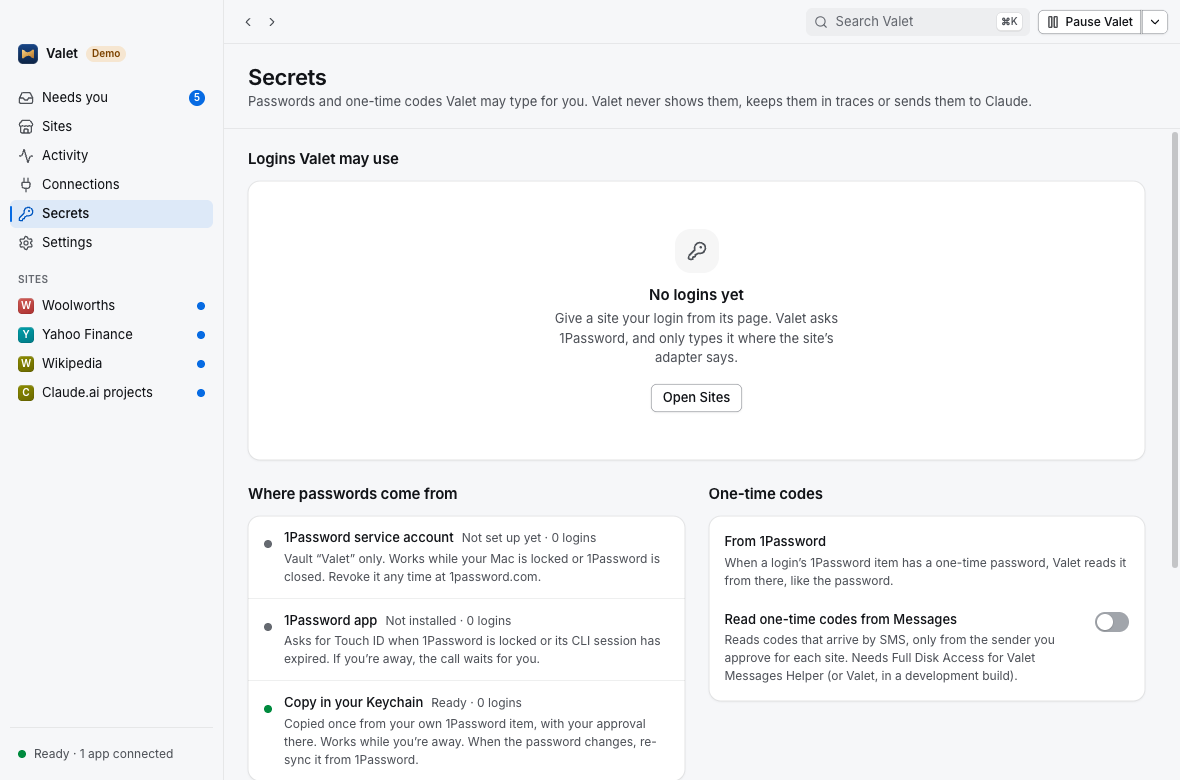 Search Valet
⌘K
Pause Valet
Valet Demo
Needs you 5
Sites
Activity
Connections
Secrets
Settings
SITES
W Woolworths
Y Yahoo Finance
W Wikipedia
C Claude.ai projects
Ready · 1 app connected
Secrets
Passwords and one-time codes Valet may type for you. Valet never shows them, keeps them in traces or sends them to Claude.
Logins Valet may use
No logins yet
Give a site your login from its page. Valet asks
1Password, and only types it where the site’s
adapter says.
Open Sites
Where passwords come from
1Password service account Not set up yet · 0 logins
Vault “Valet” only. Works while your Mac is locked or 1Password is
closed. Revoke it any time at 1password.com.
1Password app Not installed · 0 logins
Asks for Touch ID when 1Password is locked or its CLI session has
expired. If you’re away, the call waits for you.
Copy in your Keychain Ready · 0 logins
Copied once from your own 1Password item, with your approval
there. Works while you’re away. When the password changes, re-
sync it from 1Password.
One-time codes
From 1Password
When a login’s 1Password item has a one-time password, Valet reads it
from there, like the password.
Read one-time codes from Messages
Reads codes that arrive by SMS, only from the sender you
approve for each site. Needs Full Disk Access for Valet
Messages Helper (or Valet, in a development build).